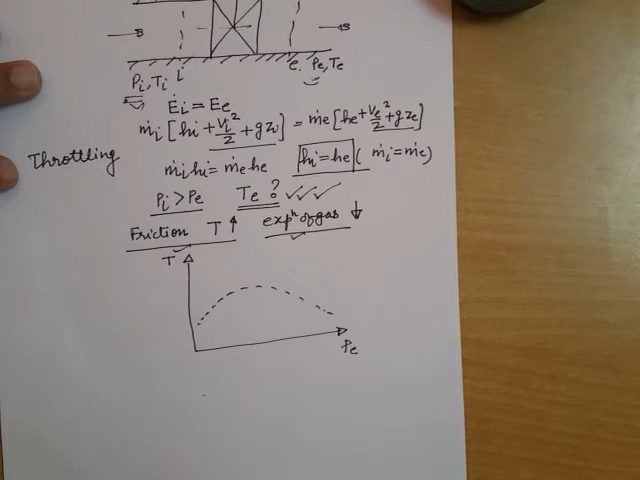 i e. Pe, Te
Pi, Ti
Ėi = Ėe
ṁi [hi + Vi²/2 + gzi] = ṁe [he + Ve²/2 + gze]
Throttling
ṁi hi = ṁe he hi = he (ṁi = ṁe)
Pi > Pe Te ?
Friction T ↑ expⁿ of gas ↓
T
Pe